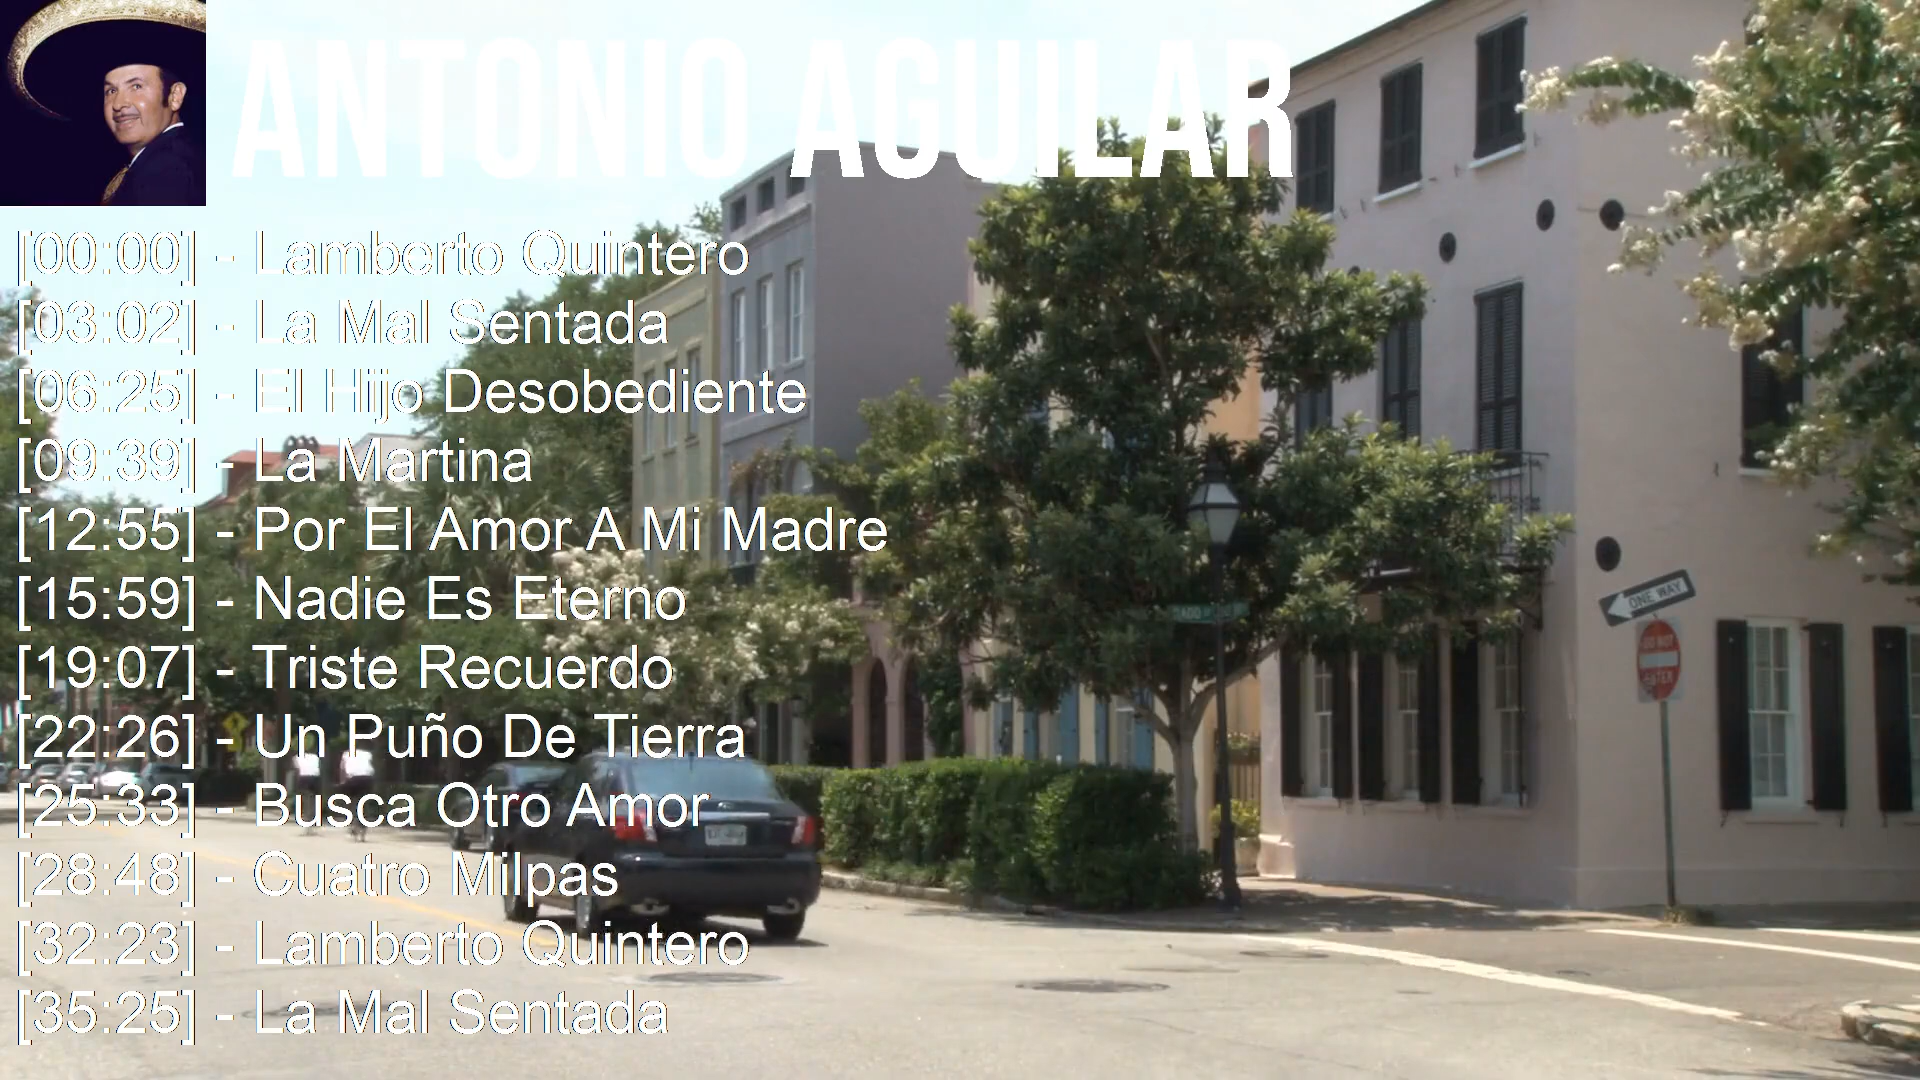 ANTONIO AGUILAR
[00:00] - Lamberto Quintero
[03:02] - La Mal Sentada
[06:25] - El Hijo Desobediente
[09:39] - La Martina
[12:55] - Por El Amor A Mi Madre
[15:59] - Nadie Es Eterno
[19:07] - Triste Recuerdo
[22:26] - Un Puño De Tierra
[25:33] - Busca Otro Amor
[28:48] - Cuatro Milpas
[32:23] - Lamberto Quintero
[35:25] - La Mal Sentada
ONE WAY
DO NOT
ENTER